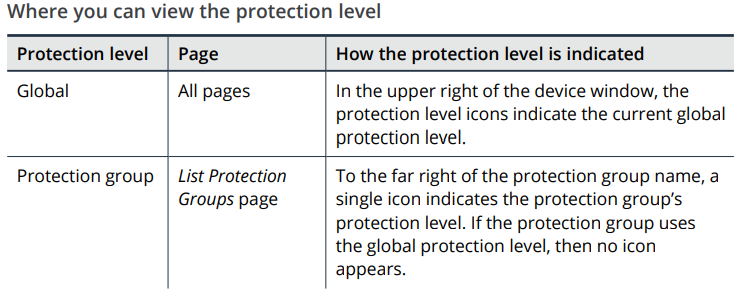 Where you can view the protection level
Protection level Page How the protection level is indicated
Global All pages In the upper right of the device window, the
protection level icons indicate the current global
protection level.
Protection group List Protection To the far right of the protection group name, a
Groups page single icon indicates the protection group’s
protection level. If the protection group uses
the global protection level, then no icon
appears.